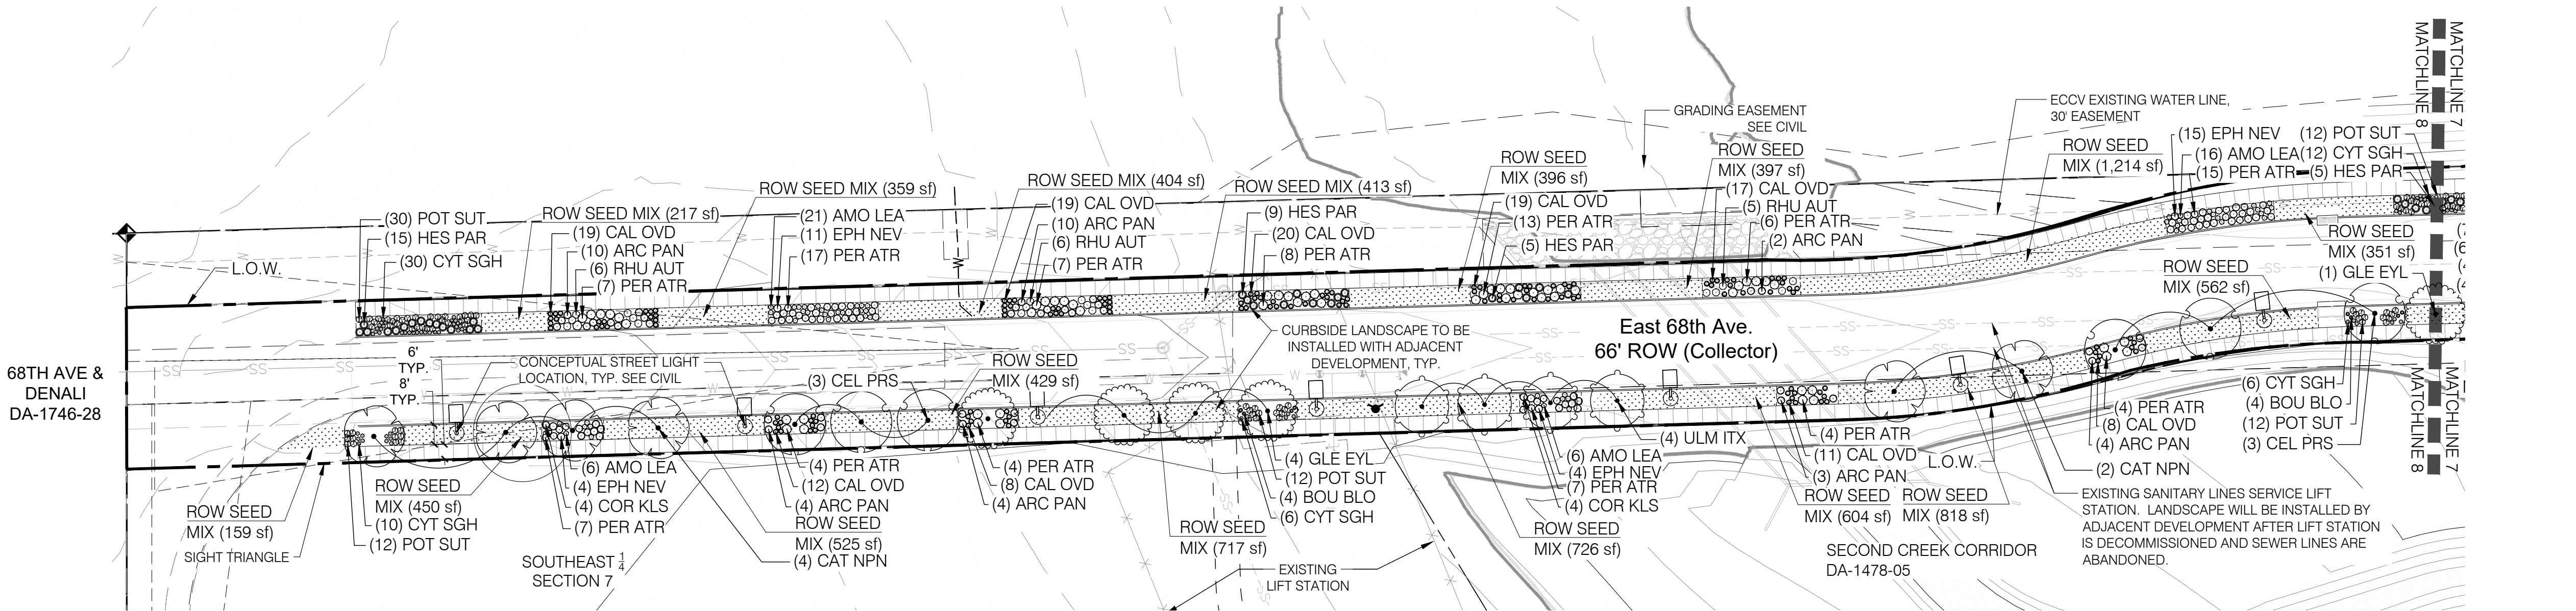 MATCHLINE 8
MATCHLINE 7
GRADING EASEMENT
SEE CIVIL
ECCV EXISTING WATER LINE,
30' EASEMENT
(15) EPH NEV
(16) AMO LEA
(15) PER ATR
(12) POT SUT
(12) CYT SGH
(5) HES PAR
ROW SEED
MIX (1,214 sf)
ROW SEED
MIX (397 sf)
(17) CAL OVD
(5) RHU AUT
(6) PER ATR
(2) ARC PAN
ROW SEED
MIX (396 sf)
(19) CAL OVD
(13) PER ATR
(5) HES PAR
ROW SEED MIX (413 sf)
(9) HES PAR
(20) CAL OVD
(8) PER ATR
ROW SEED MIX (404 sf)
(19) CAL OVD
(10) ARC PAN
(6) RHU AUT
(7) PER ATR
ROW SEED MIX (359 sf)
(21) AMO LEA
(11) EPH NEV
(17) PER ATR
ROW SEED MIX (217 sf)
(19) CAL OVD
(10) ARC PAN
(6) RHU AUT
(7) PER ATR
(30) POT SUT
(15) HES PAR
(30) CYT SGH
L.O.W.
ROW SEED
MIX (351 sf)
(1) GLE EYL
ROW SEED
MIX (562 sf)
East 68th Ave.
66' ROW (Collector)
CURBSIDE LANDSCAPE TO BE
INSTALLED WITH ADJACENT
DEVELOPMENT, TYP.
68TH AVE &
DENALI
DA-1746-28
6'
TYP.
8'
TYP.
CONCEPTUAL STREET LIGHT
LOCATION, TYP. SEE CIVIL
(3) CEL PRS
ROW SEED
MIX (429 sf)
SS
SS
SS
SS
SS
W
W
ROW SEED
MIX (159 sf)
SIGHT TRIANGLE
ROW SEED
MIX (450 sf)
(10) CYT SGH
(12) POT SUT
(6) AMO LEA
(4) EPH NEV
(4) COR KLS
(7) PER ATR
SOUTHEAST 1/4
SECTION 7
(4) PER ATR
(12) CAL OVD
(4) ARC PAN
ROW SEED
MIX (525 sf)
(4) CAT NPN
(4) PER ATR
(8) CAL OVD
(4) ARC PAN
ROW SEED
MIX (717 sf)
(4) GLE EYL
(12) POT SUT
(4) BOU BLO
(6) CYT SGH
EXISTING
LIFT STATION
(4) ULM ITX
(6) AMO LEA
(4) EPH NEV
(7) PER ATR
(4) COR KLS
ROW SEED
MIX (726 sf)
(4) PER ATR
(11) CAL OVD
(3) ARC PAN
ROW SEED
MIX (604 sf)
ROW SEED
MIX (818 sf)
L.O.W.
SECOND CREEK CORRIDOR
DA-1478-05
(4) PER ATR
(8) CAL OVD
(4) ARC PAN
(2) CAT NPN
(6) CYT SGH
(4) BOU BLO
(12) POT SUT
(3) CEL PRS
EXISTING SANITARY LINES SERVICE LIFT
STATION. LANDSCAPE WILL BE INSTALLED BY
ADJACENT DEVELOPMENT AFTER LIFT STATION
IS DECOMMISSIONED AND SEWER LINES ARE
ABANDONED.
MATCHLINE 8
MATCHLINE 7